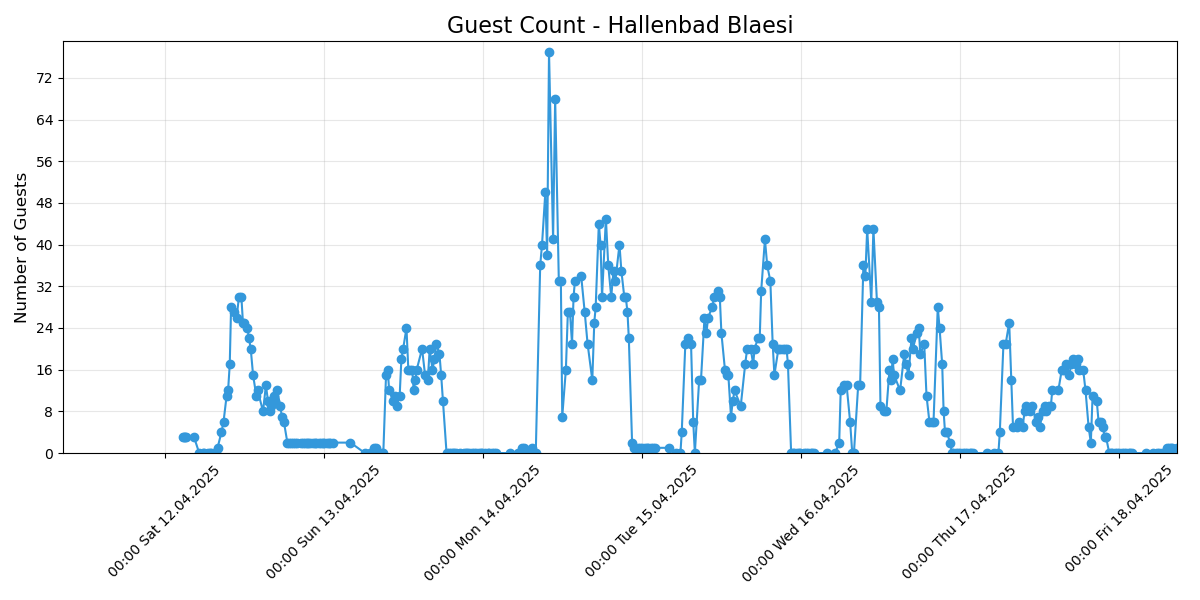 Guest Count - Hallenbad Blaesi
Number of Guests
72
64
56
48
40
32
24
16
8
0
00:00 Sat 12.04.2025
00:00 Sun 13.04.2025
00:00 Mon 14.04.2025
00:00 Tue 15.04.2025
00:00 Wed 16.04.2025
00:00 Thu 17.04.2025
00:00 Fri 18.04.2025